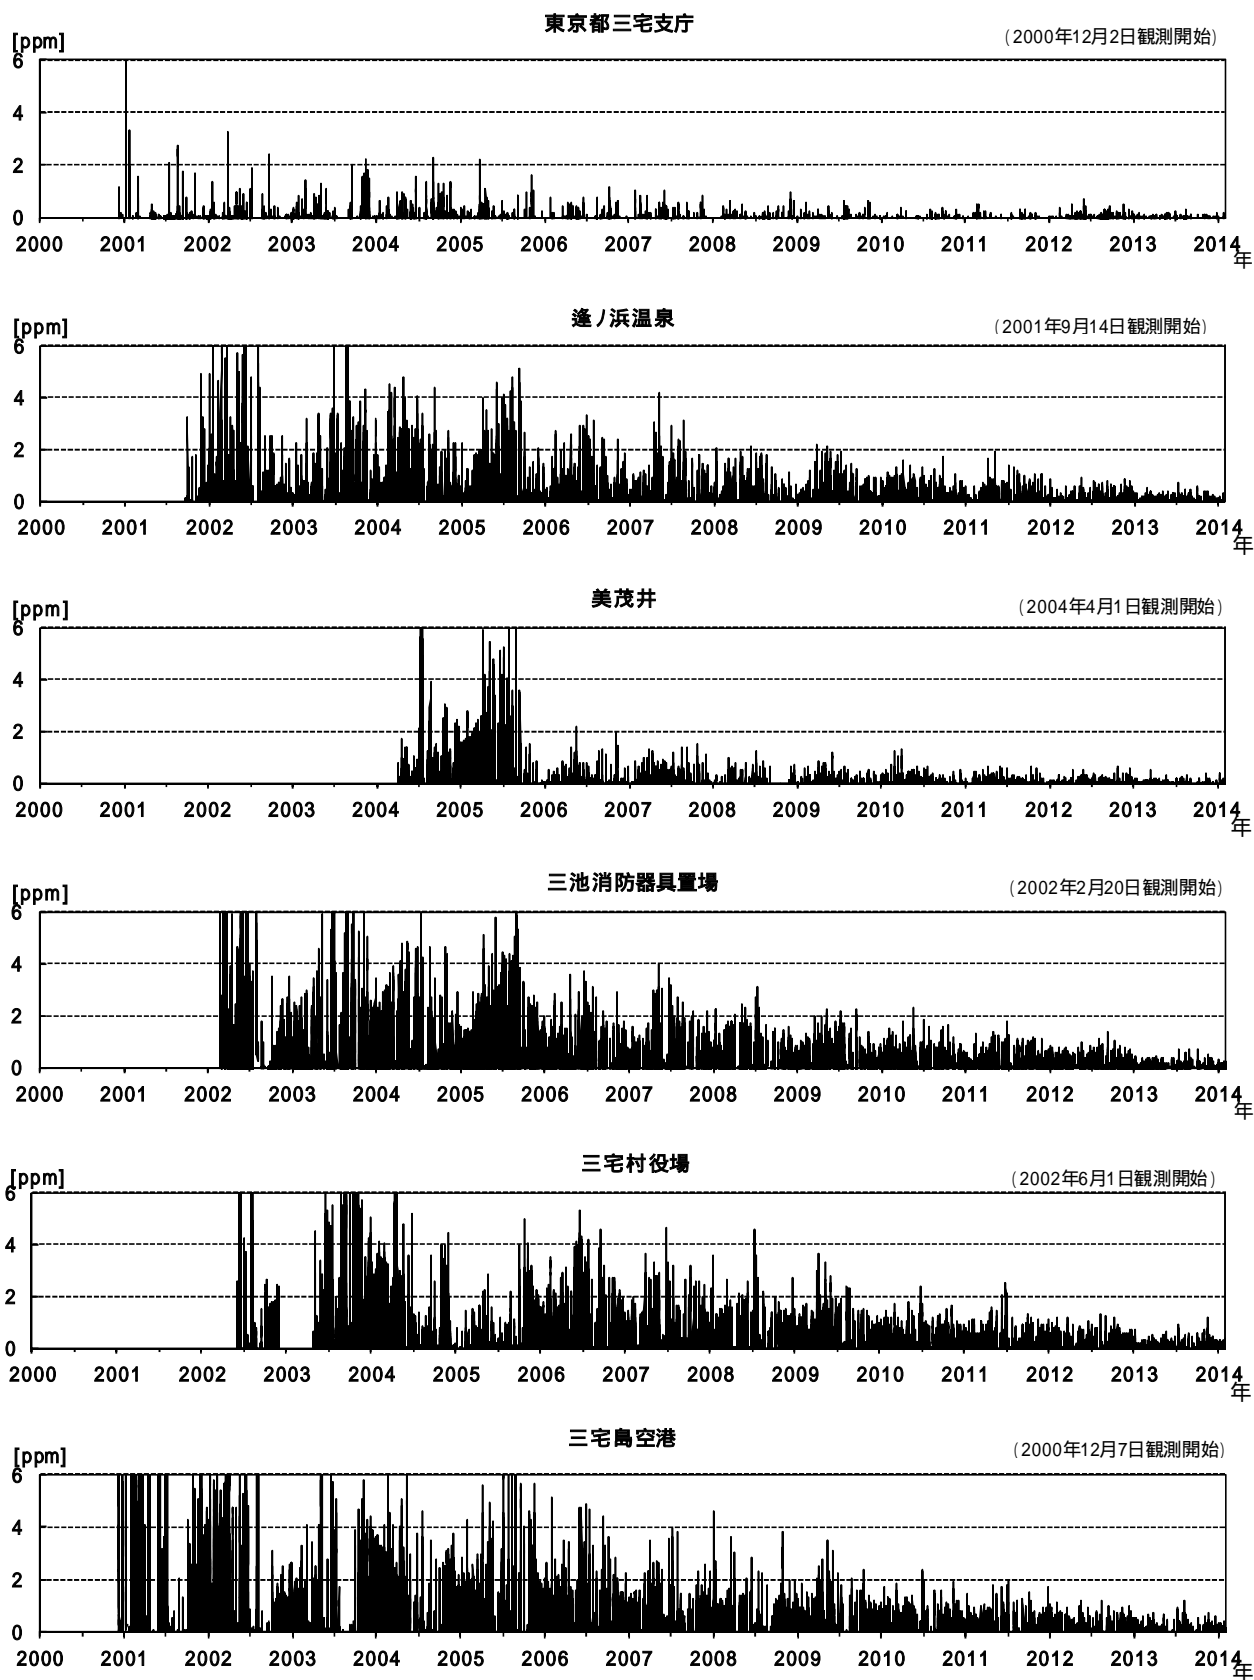 東京都三宅支庁
[ppm]
(2000年12月2日観測開始)
6
4
2
0
2000 2001 2002 2003 2004 2005 2006 2007 2008 2009 2010 2011 2012 2013 2014
年
逢ノ浜温泉
[ppm]
(2001年9月14日観測開始)
6
4
2
0
2000 2001 2002 2003 2004 2005 2006 2007 2008 2009 2010 2011 2012 2013 2014
年
美茂井
[ppm]
(2004年4月1日観測開始)
6
4
2
0
2000 2001 2002 2003 2004 2005 2006 2007 2008 2009 2010 2011 2012 2013 2014
年
三池消防器具置場
[ppm]
(2002年2月20日観測開始)
6
4
2
0
2000 2001 2002 2003 2004 2005 2006 2007 2008 2009 2010 2011 2012 2013 2014
年
三宅村役場
[ppm]
(2002年6月1日観測開始)
6
4
2
0
2000 2001 2002 2003 2004 2005 2006 2007 2008 2009 2010 2011 2012 2013 2014
年
三宅島空港
[ppm]
(2000年12月7日観測開始)
6
4
2
0
2000 2001 2002 2003 2004 2005 2006 2007 2008 2009 2010 2011 2012 2013 2014
年